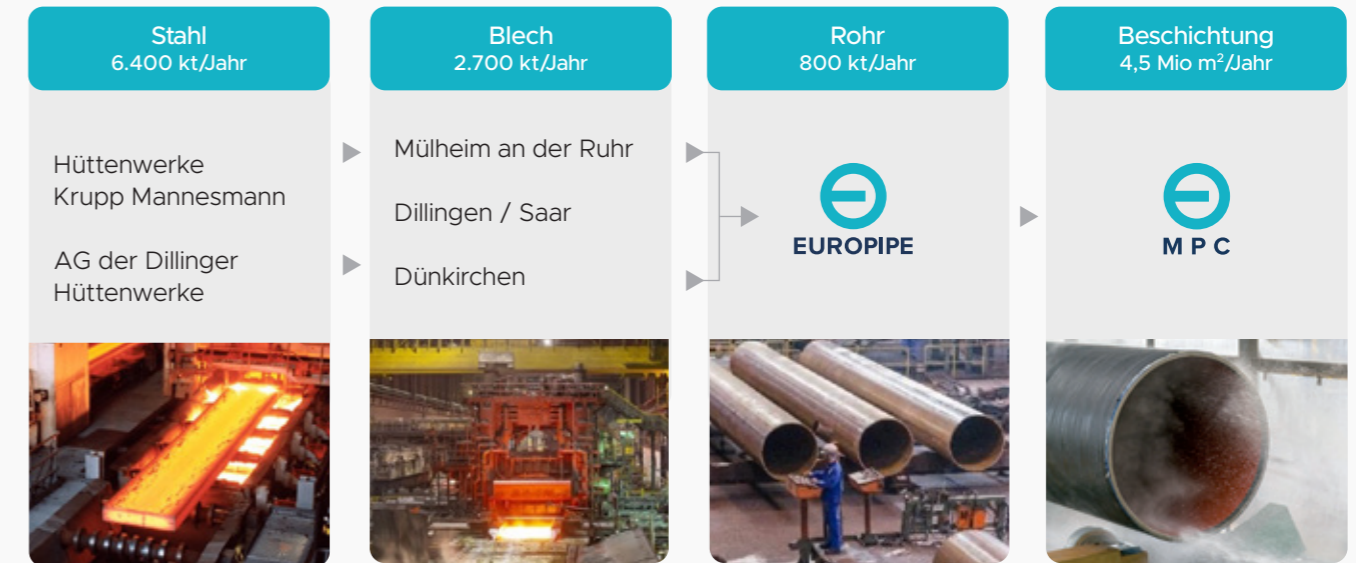 Stahl
6.400 kt/Jahr
Hüttenwerke
Krupp Mannesmann
AG der Dillinger
Hüttenwerke
Blech
2.700 kt/Jahr
Mülheim an der Ruhr
Dillingen / Saar
Dünkirchen
Rohr
800 kt/Jahr
EUROPIPE
Beschichtung
4,5 Mio m²/Jahr
M P C